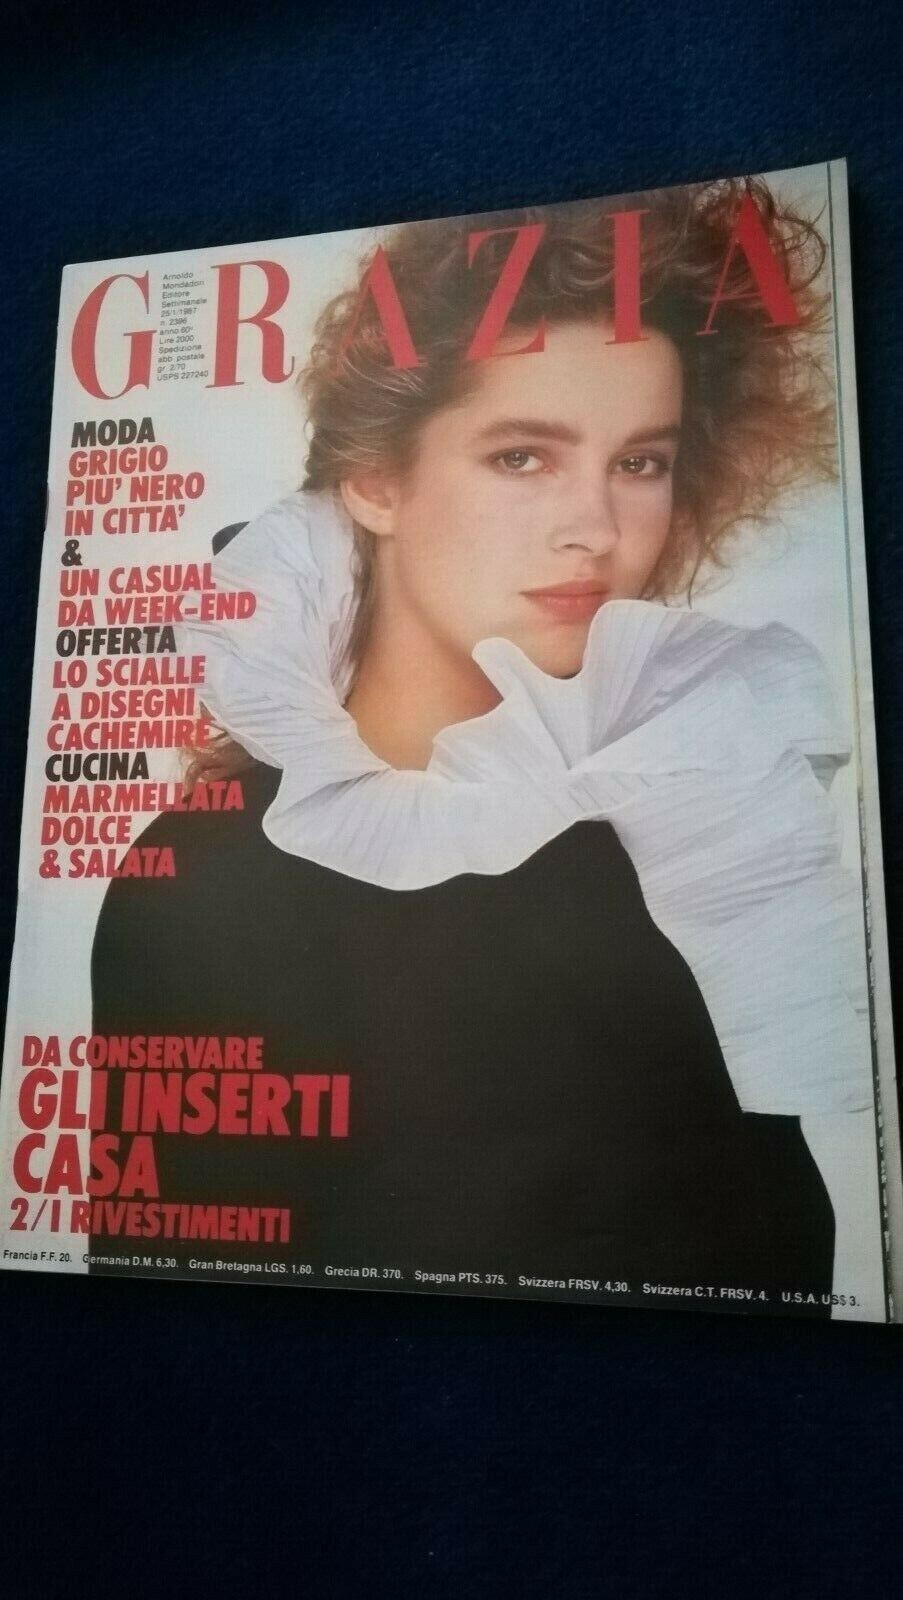 GRAZIA
Arnoldo
Mondadori
Editore
Settimanale
25/1/1987
n. 2396
anno 60°
Lire 2000
Spedizione
abb. postale
gr. 2/70
USPS 227240
MODA
GRIGIO
PIU' NERO
IN CITTA'
&
UN CASUAL
DA WEEK-END
OFFERTA
LO SCIALLE
A DISEGNI
CACHEMIRE
CUCINA
MARMELLATA
DOLCE
& SALATA
DA CONSERVARE
GLI INSERTI
CASA
2/I RIVESTIMENTI
Francia F.F. 20. Germania D.M. 6,30. Gran Bretagna LGS. 1,60. Grecia DR. 370. Spagna PTS. 375. Svizzera FRSV. 4,30. Svizzera C.T. FRSV. 4. U.S.A. US$ 3.